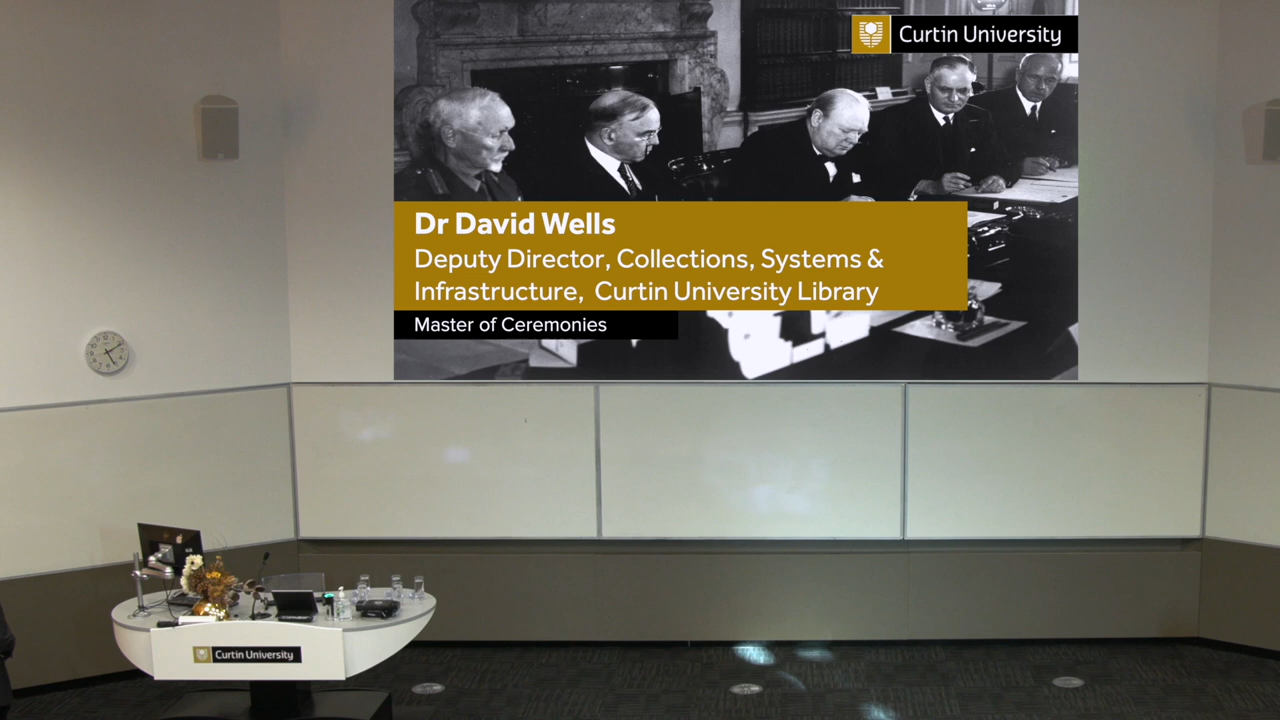 Curtin University
Dr David Wells
Deputy Director, Collections, Systems &
Infrastructure, Curtin University Library
Master of Ceremonies
Curtin University